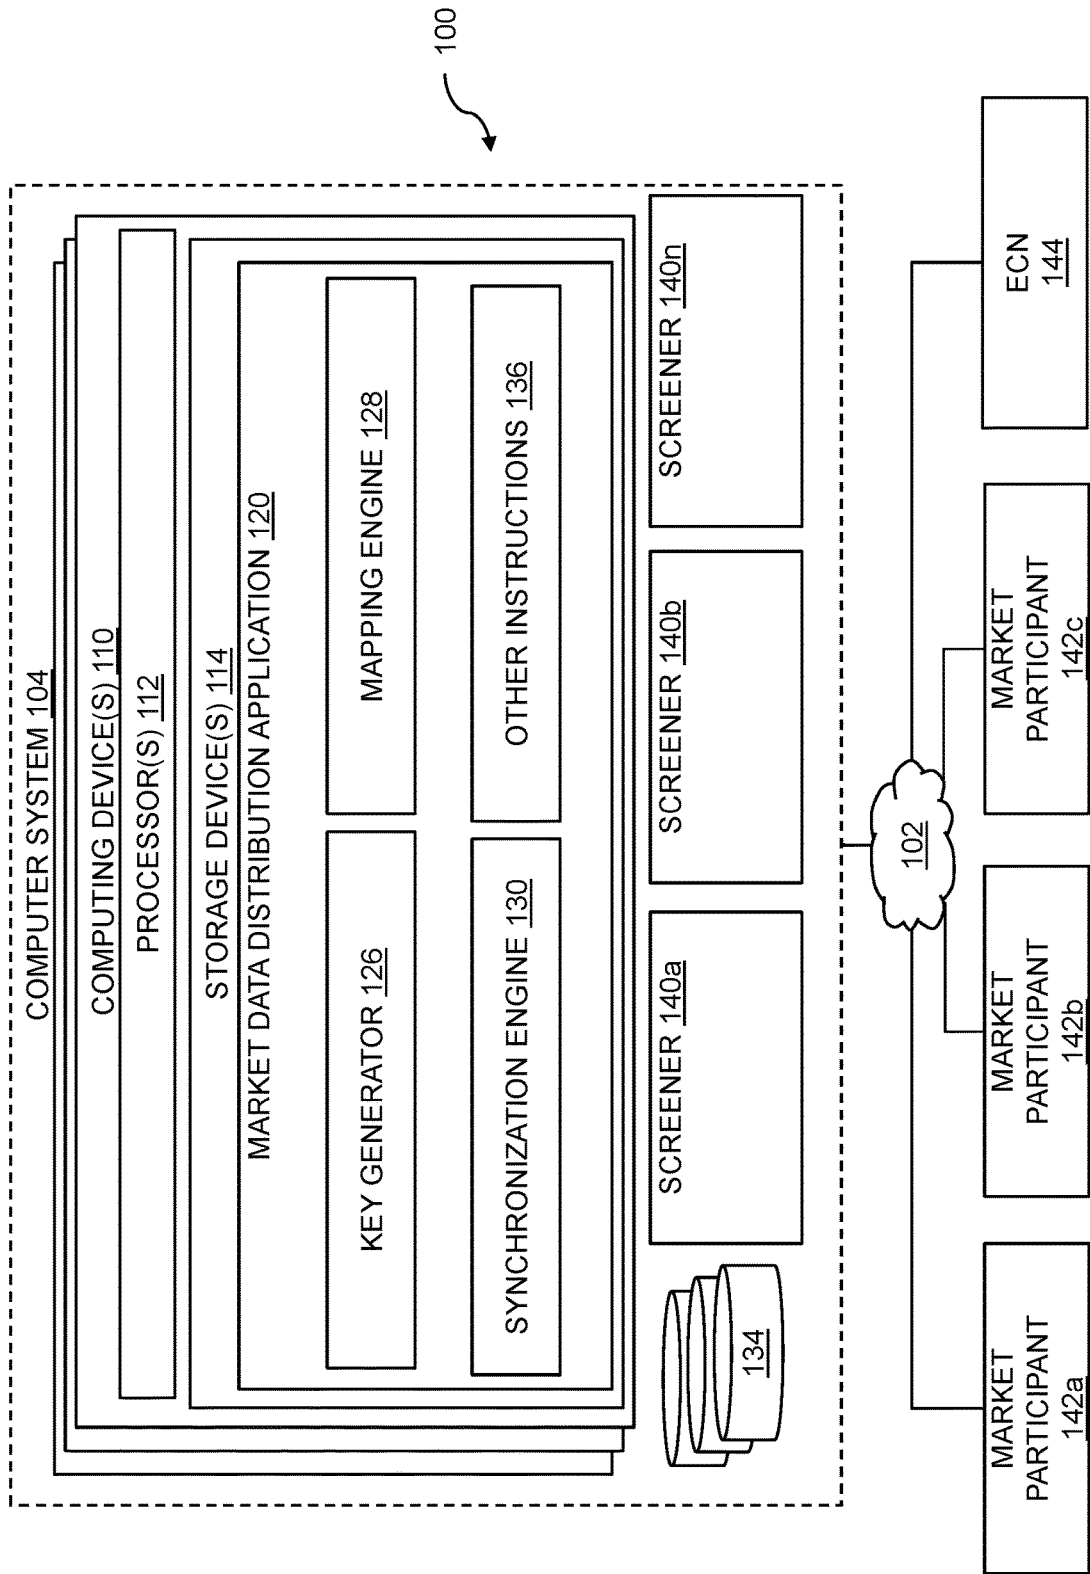 100
COMPUTER SYSTEM 104
COMPUTING DEVICE(S) 110
PROCESSOR(S) 112
STORAGE DEVICE(S) 114
MARKET DATA DISTRIBUTION APPLICATION 120
KEY GENERATOR 126
MAPPING ENGINE 128
SYNCHRONIZATION ENGINE 130
OTHER INSTRUCTIONS 136
134
SCREENER 140a
SCREENER 140b
SCREENER 140n
102
MARKET
PARTICIPANT
142a
MARKET
PARTICIPANT
142b
MARKET
PARTICIPANT
142c
ECN
144